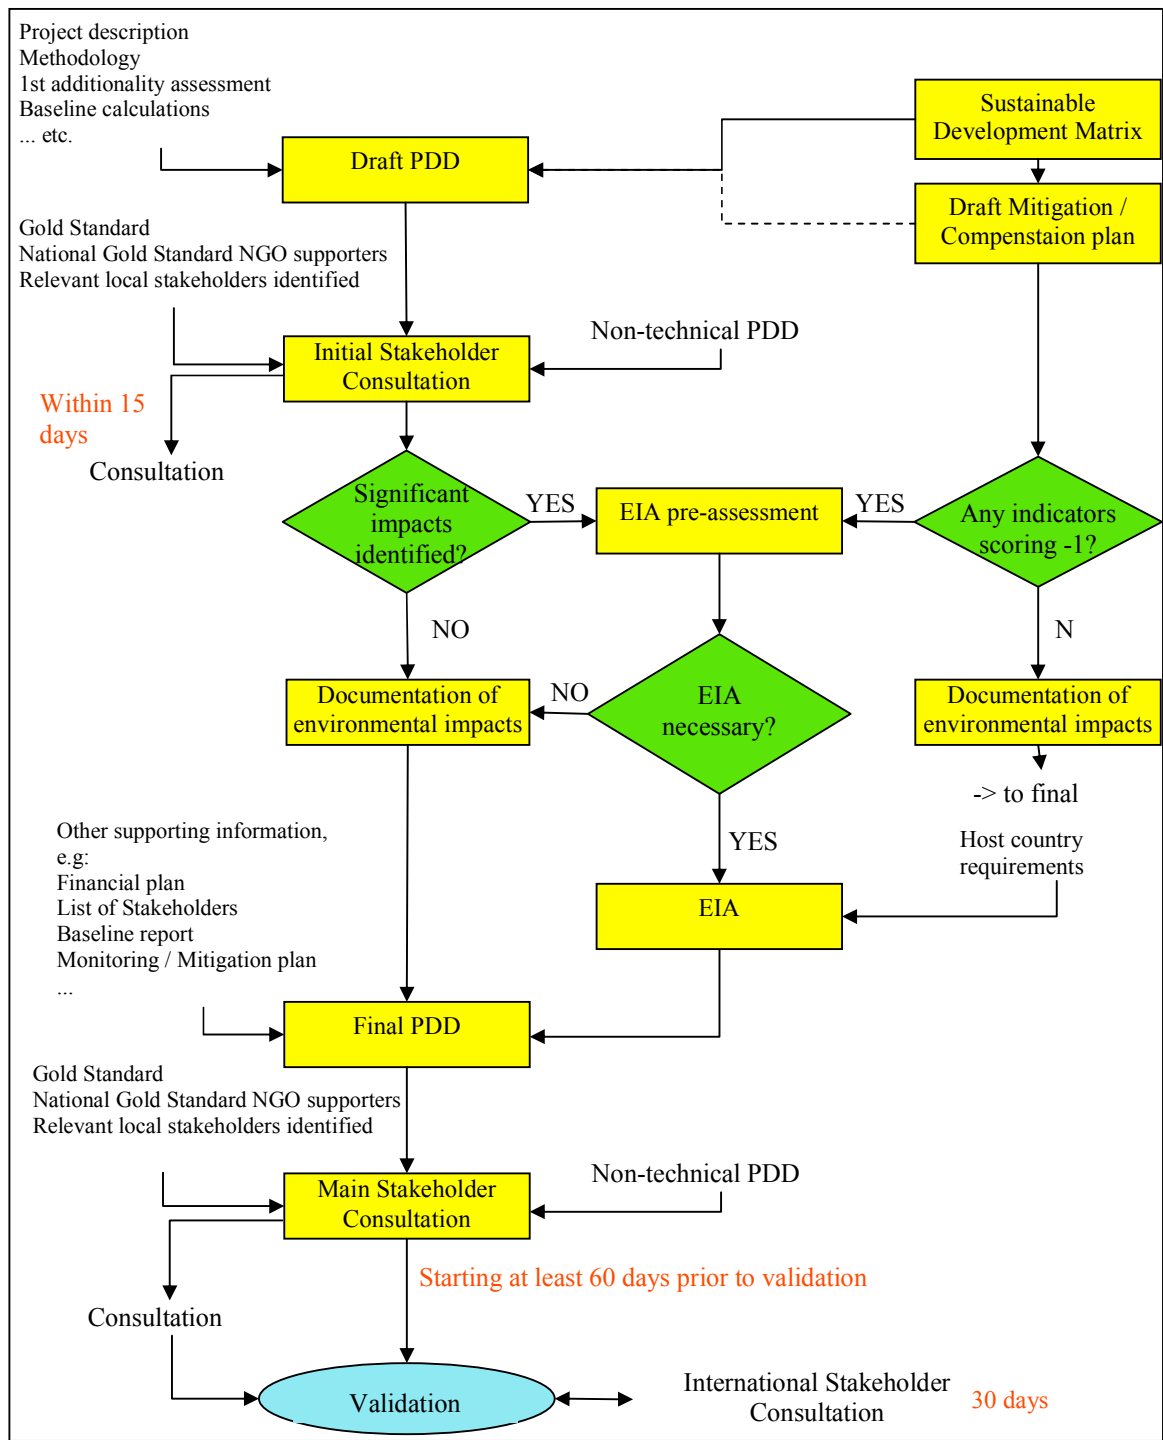 Project description
Methodology
1st additionality assessment
Baseline calculations
... etc.
Sustainable
Development Matrix
Draft PDD
Draft Mitigation /
Compenstaion plan
Gold Standard
National Gold Standard NGO supporters
Relevant local stakeholders identified
Non-technical PDD
Initial Stakeholder
Consultation
Within 15
days
Consultation
Significant
impacts
identified?
YES
EIA pre-assessment
YES
Any indicators
scoring -1?
NO
N
Documentation of
environmental impacts
NO
EIA
necessary?
Documentation of
environmental impacts
-> to final
Other supporting information,
e.g:
Financial plan
List of Stakeholders
Baseline report
Monitoring / Mitigation plan
...
YES
Host country
requirements
EIA
Final PDD
Gold Standard
National Gold Standard NGO supporters
Relevant local stakeholders identified
Non-technical PDD
Main Stakeholder
Consultation
Starting at least 60 days prior to validation
Consultation
Validation
International Stakeholder
Consultation
30 days